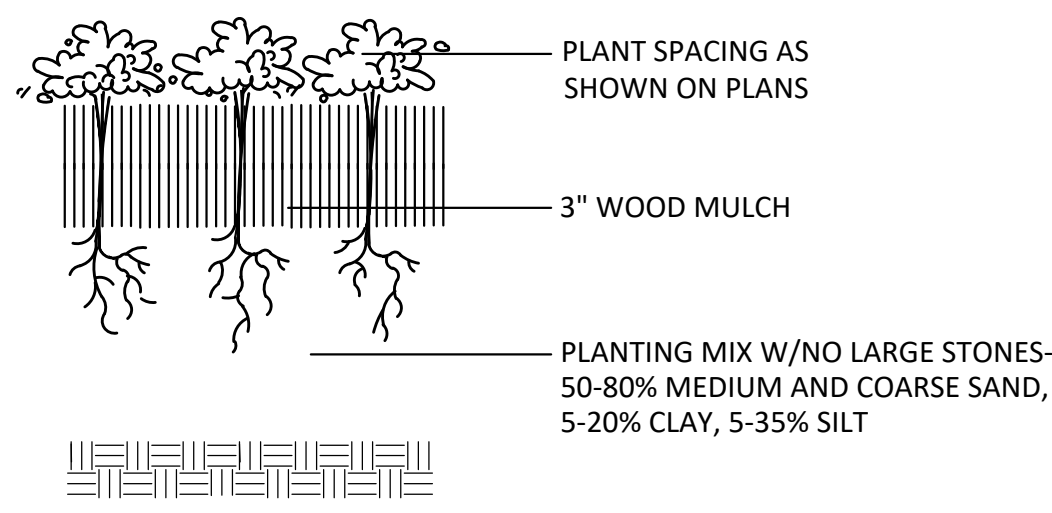 PLANT SPACING AS
SHOWN ON PLANS
3" WOOD MULCH
PLANTING MIX W/NO LARGE STONES-
50-80% MEDIUM AND COARSE SAND,
5-20% CLAY, 5-35% SILT